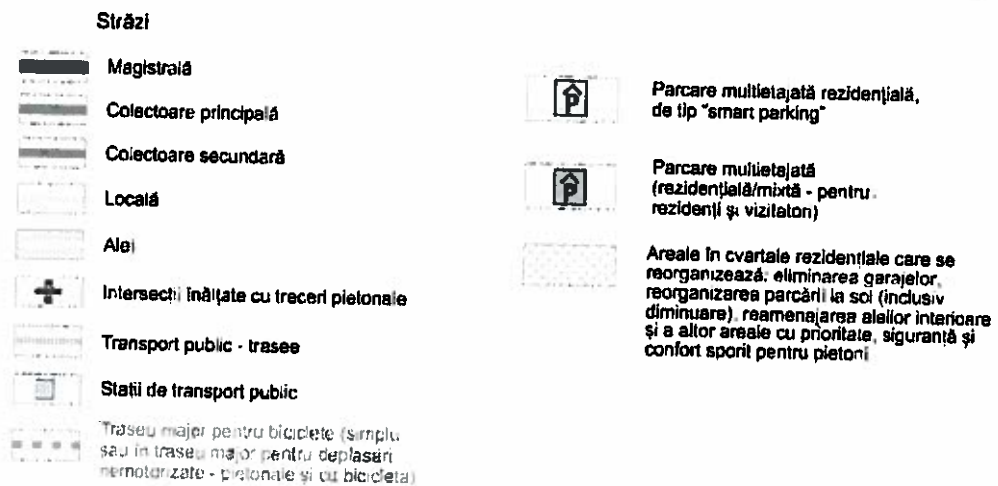 Străzi
Magistrală
Colectoare principală
Colectoare secundară
Locală
Alei
Intersecții înălțate cu treceri pietonale
Transport public - trasee
Stații de transport public
Traseu major pentru biciclete (simplu
sau în traseu major pentru deplasări
nemotorizate - pietonale și cu bicicleta)
P
Parcare multietajată rezidențială,
de tip "smart parking"
P
Parcare multietajată
(rezidențială/mixtă - pentru
rezidenți și vizitatori)
Areale în cvartale rezidențiale care se
reorganizează: eliminarea garajelor,
reorganizarea parcării la sol (inclusiv
diminuare), reamenajarea aleilor interioare
și a altor areale cu prioritate, siguranță și
confort sporit pentru pietoni